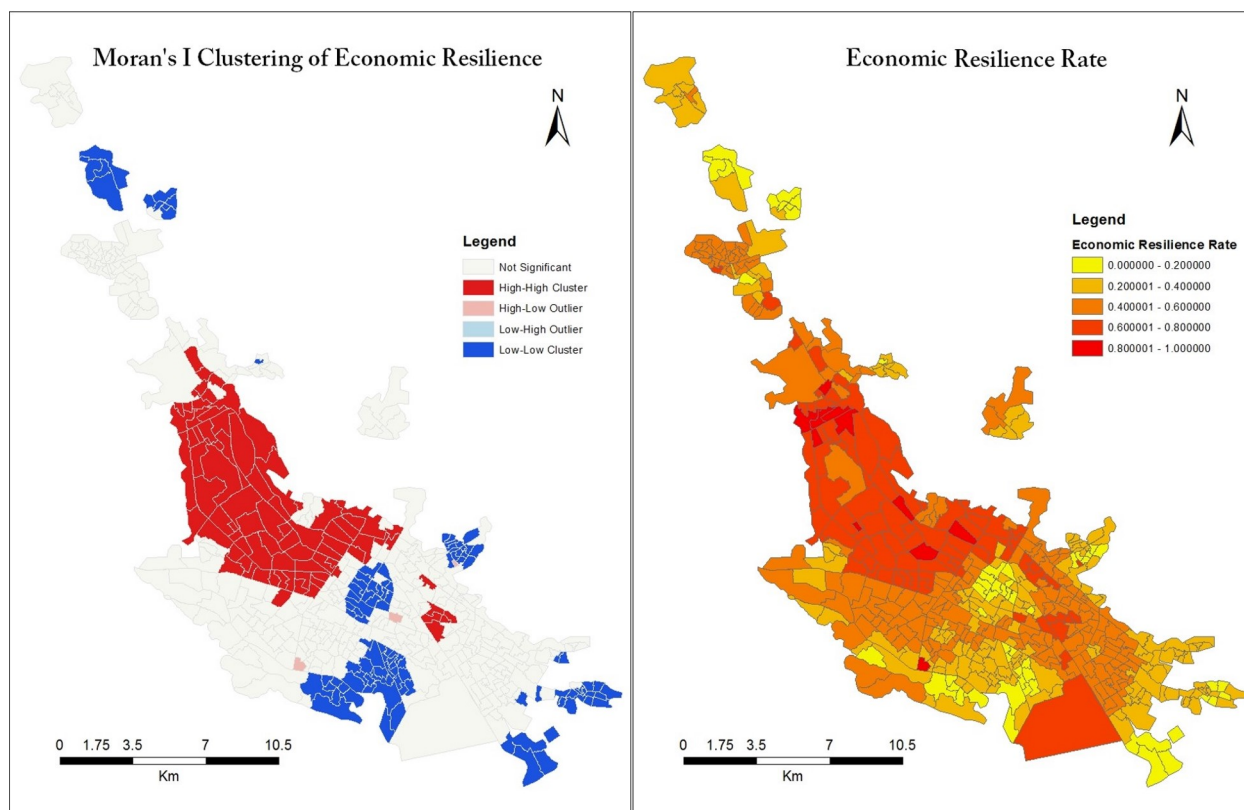 Moran's I Clustering of Economic Resilience
N
Legend
Not Significant
High-High Cluster
High-Low Outlier
Low-High Outlier
Low-Low Cluster
0 1.75 3.5 7 10.5
Km
Economic Resilience Rate
N
Legend
Economic Resilience Rate
0.000000 - 0.200000
0.200001 - 0.400000
0.400001 - 0.600000
0.600001 - 0.800000
0.800001 - 1.000000
0 1.75 3.5 7 10.5
Km